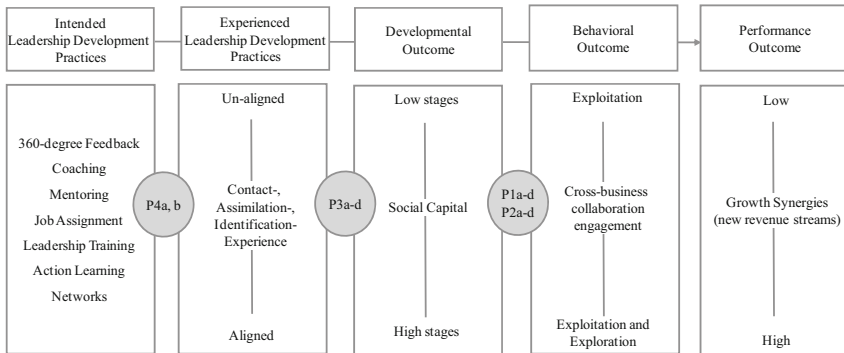 Intended
Leadership Development
Practices
Experienced
Leadership Development
Practices
Developmental
Outcome
Behavioral
Outcome
Performance
Outcome
360-degree Feedback
Coaching
Mentoring
Job Assignment
Leadership Training
Action Learning
Networks
P4a, b
Un-aligned
Contact-,
Assimilation-,
Identification-
Experience
Aligned
P3a-d
Low stages
Social Capital
High stages
P1a-d
P2a-d
Exploitation
Cross-business
collaboration
engagement
Exploitation and
Exploration
Low
Growth Synergies
(new revenue streams)
High